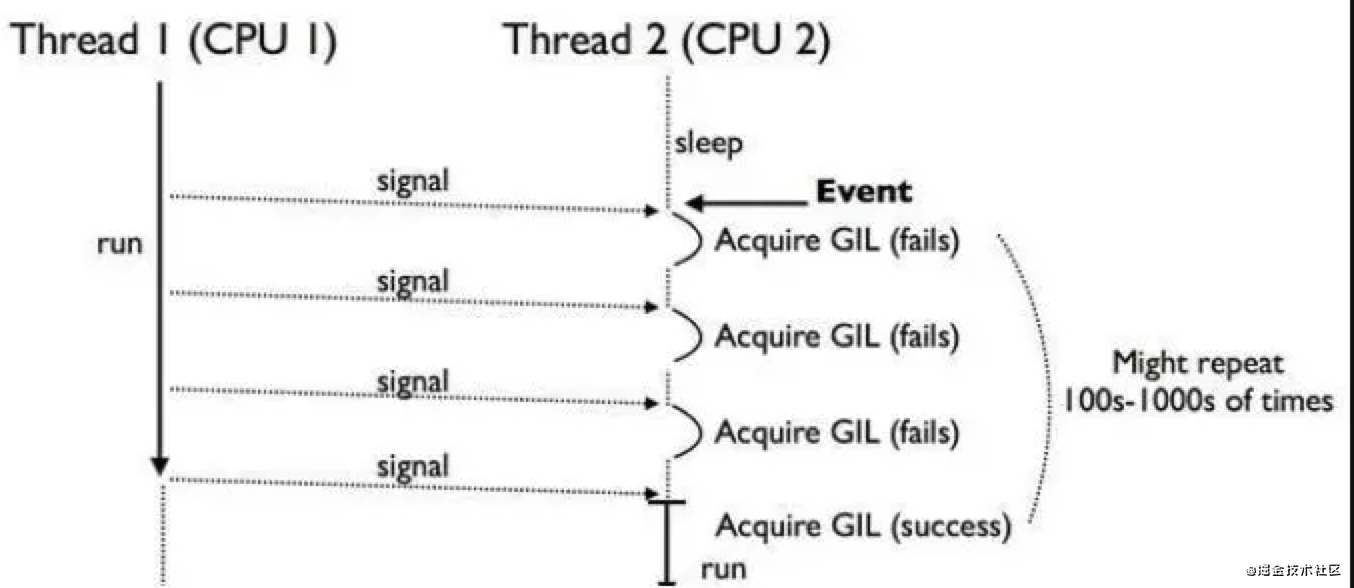 Thread 1 (CPU 1)
Thread 2 (CPU 2)
sleep
signal
Event
run
Acquire GIL (fails)
signal
Acquire GIL (fails)
Might repeat
100s-1000s of times
signal
Acquire GIL (fails)
signal
Acquire GIL (success)
run
@掘金技术社区